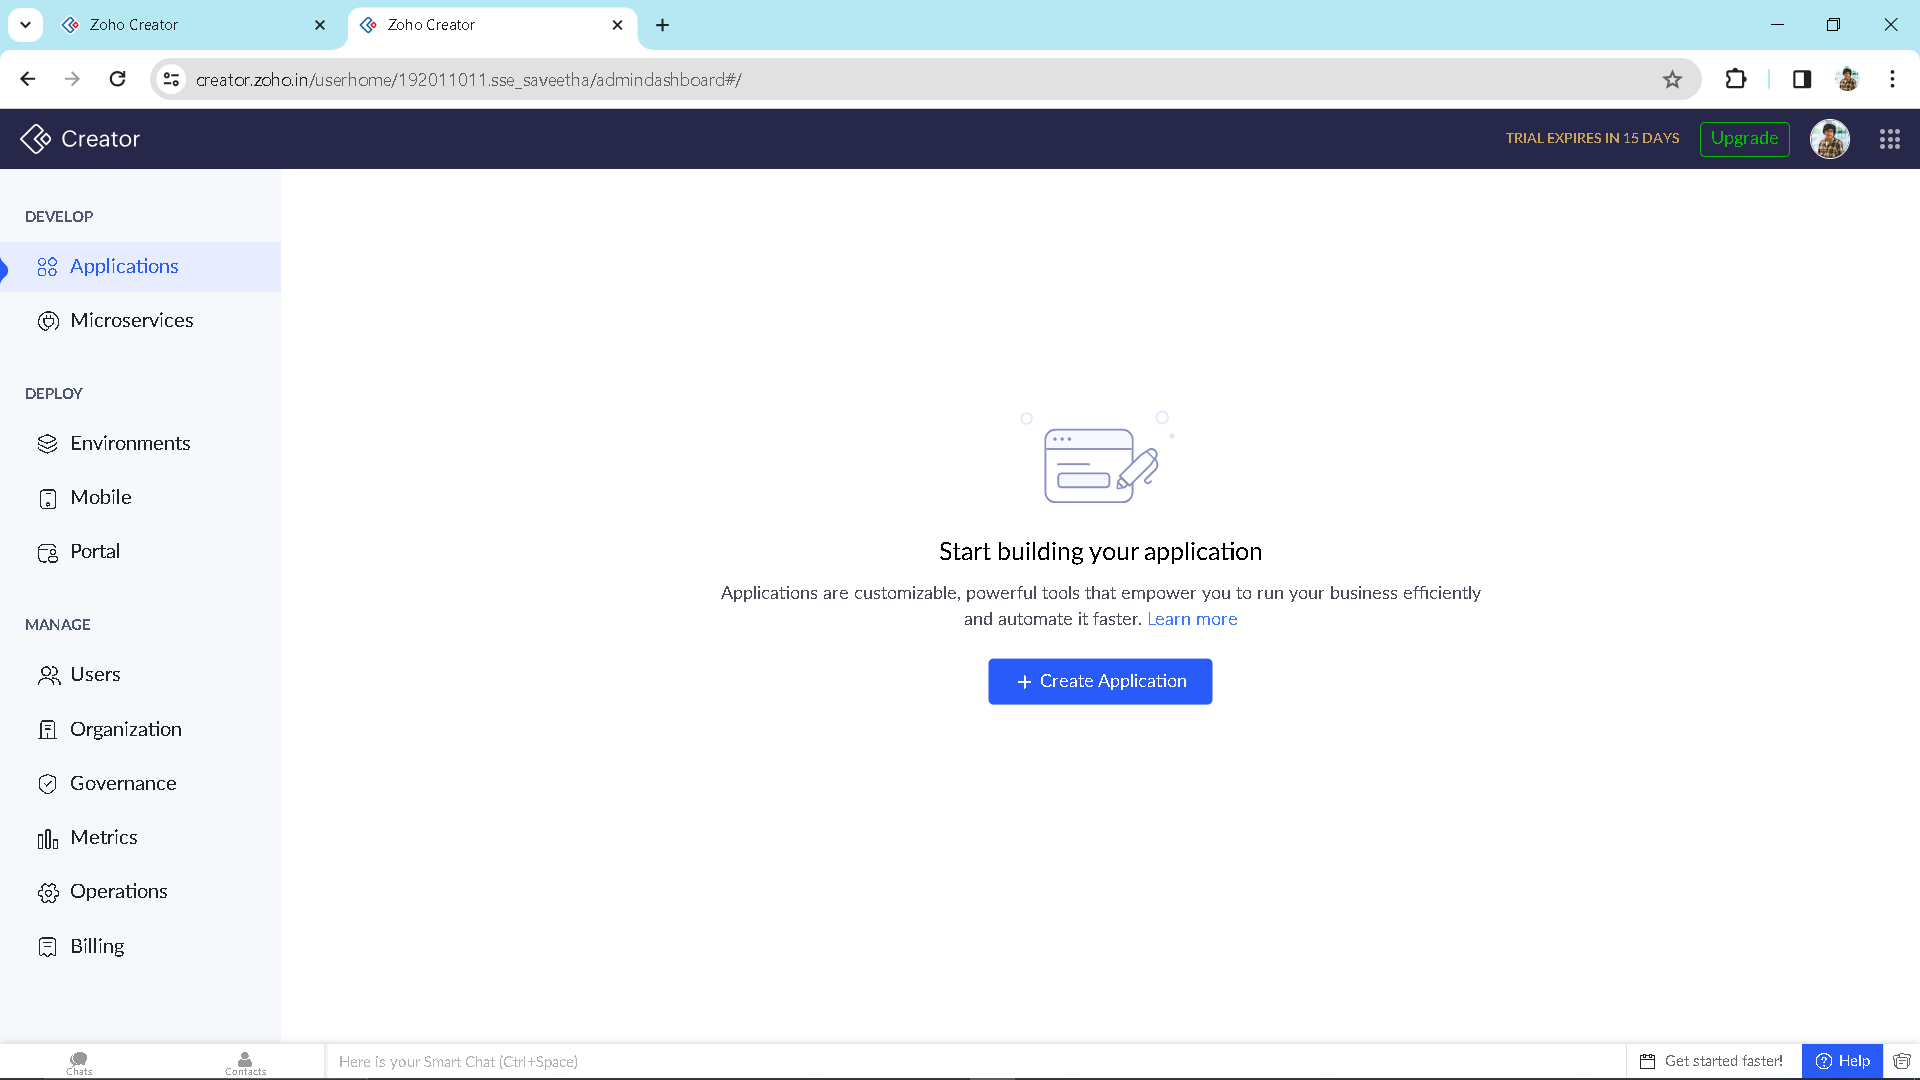 Zoho Creator
Zoho Creator
creator.zoho.in/userhome/192011011.sse_saveetha/admindashboard#/
Creator
TRIAL EXPIRES IN 15 DAYS
Upgrade
DEVELOP
Applications
Microservices
DEPLOY
Environments
Mobile
Portal
MANAGE
Users
Organization
Governance
Metrics
Operations
Billing
Start building your application
Applications are customizable, powerful tools that empower you to run your business efficiently
and automate it faster. Learn more
+ Create Application
Chats
Contacts
Here is your Smart Chat (Ctrl+Space)
Get started faster!
Help